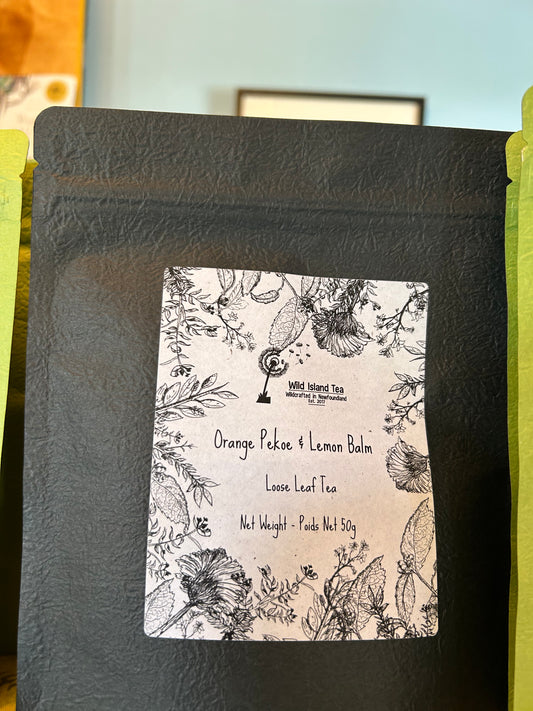 Wild Island Tea
Wildcrafted in Newfoundland
Est. 2017
Orange Pekoe & Lemon Balm
Loose Leaf Tea
Net Weight - Poids Net 50g